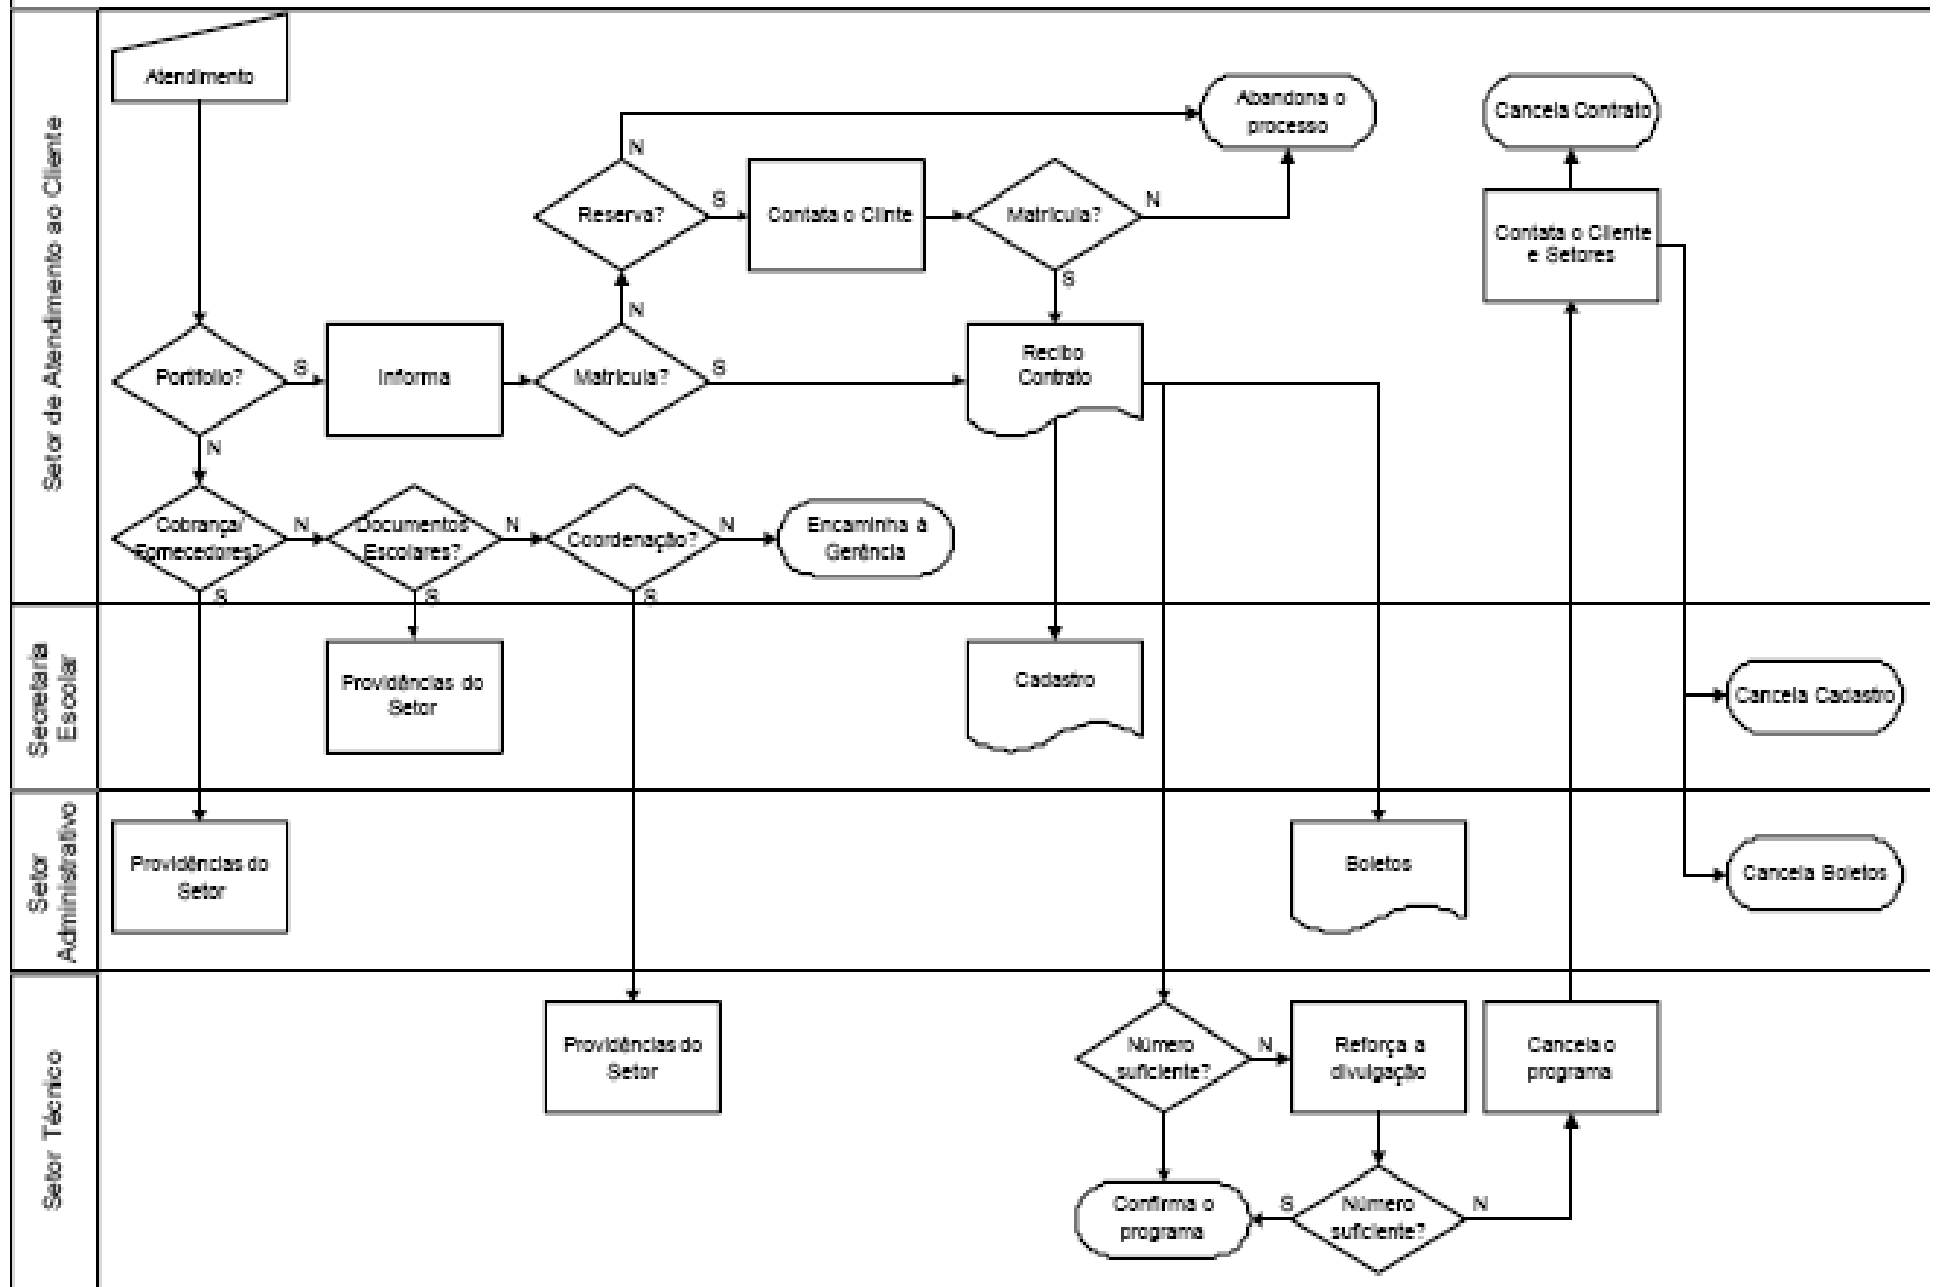 Setor de Atendimento ao Cliente
Atendimento
Abandona o
processo
Cancela Contrato
N
Reserva?
S
Contata o Clinte
Matrícula?
N
Contata o Cliente
e Setores
S
N
Portifolio?
S
Informa
Matrícula?
S
Recibo
Contrato
N
Cobrança/
Fornecedores?
N
Documentos
Escolares?
N
Coordenação?
N
Encaminha à
Gerência
S
S
S
Secretaria
Escolar
Providências do
Setor
Cadastro
Cancela Cadastro
Setor
Administrativo
Providências do
Setor
Boletos
Cancela Boletos
Setor Técnico
Providências do
Setor
Número
suficiente?
N
Reforça a
divulgação
Cancela o
programa
Confirma o
programa
S
Número
suficiente?
N